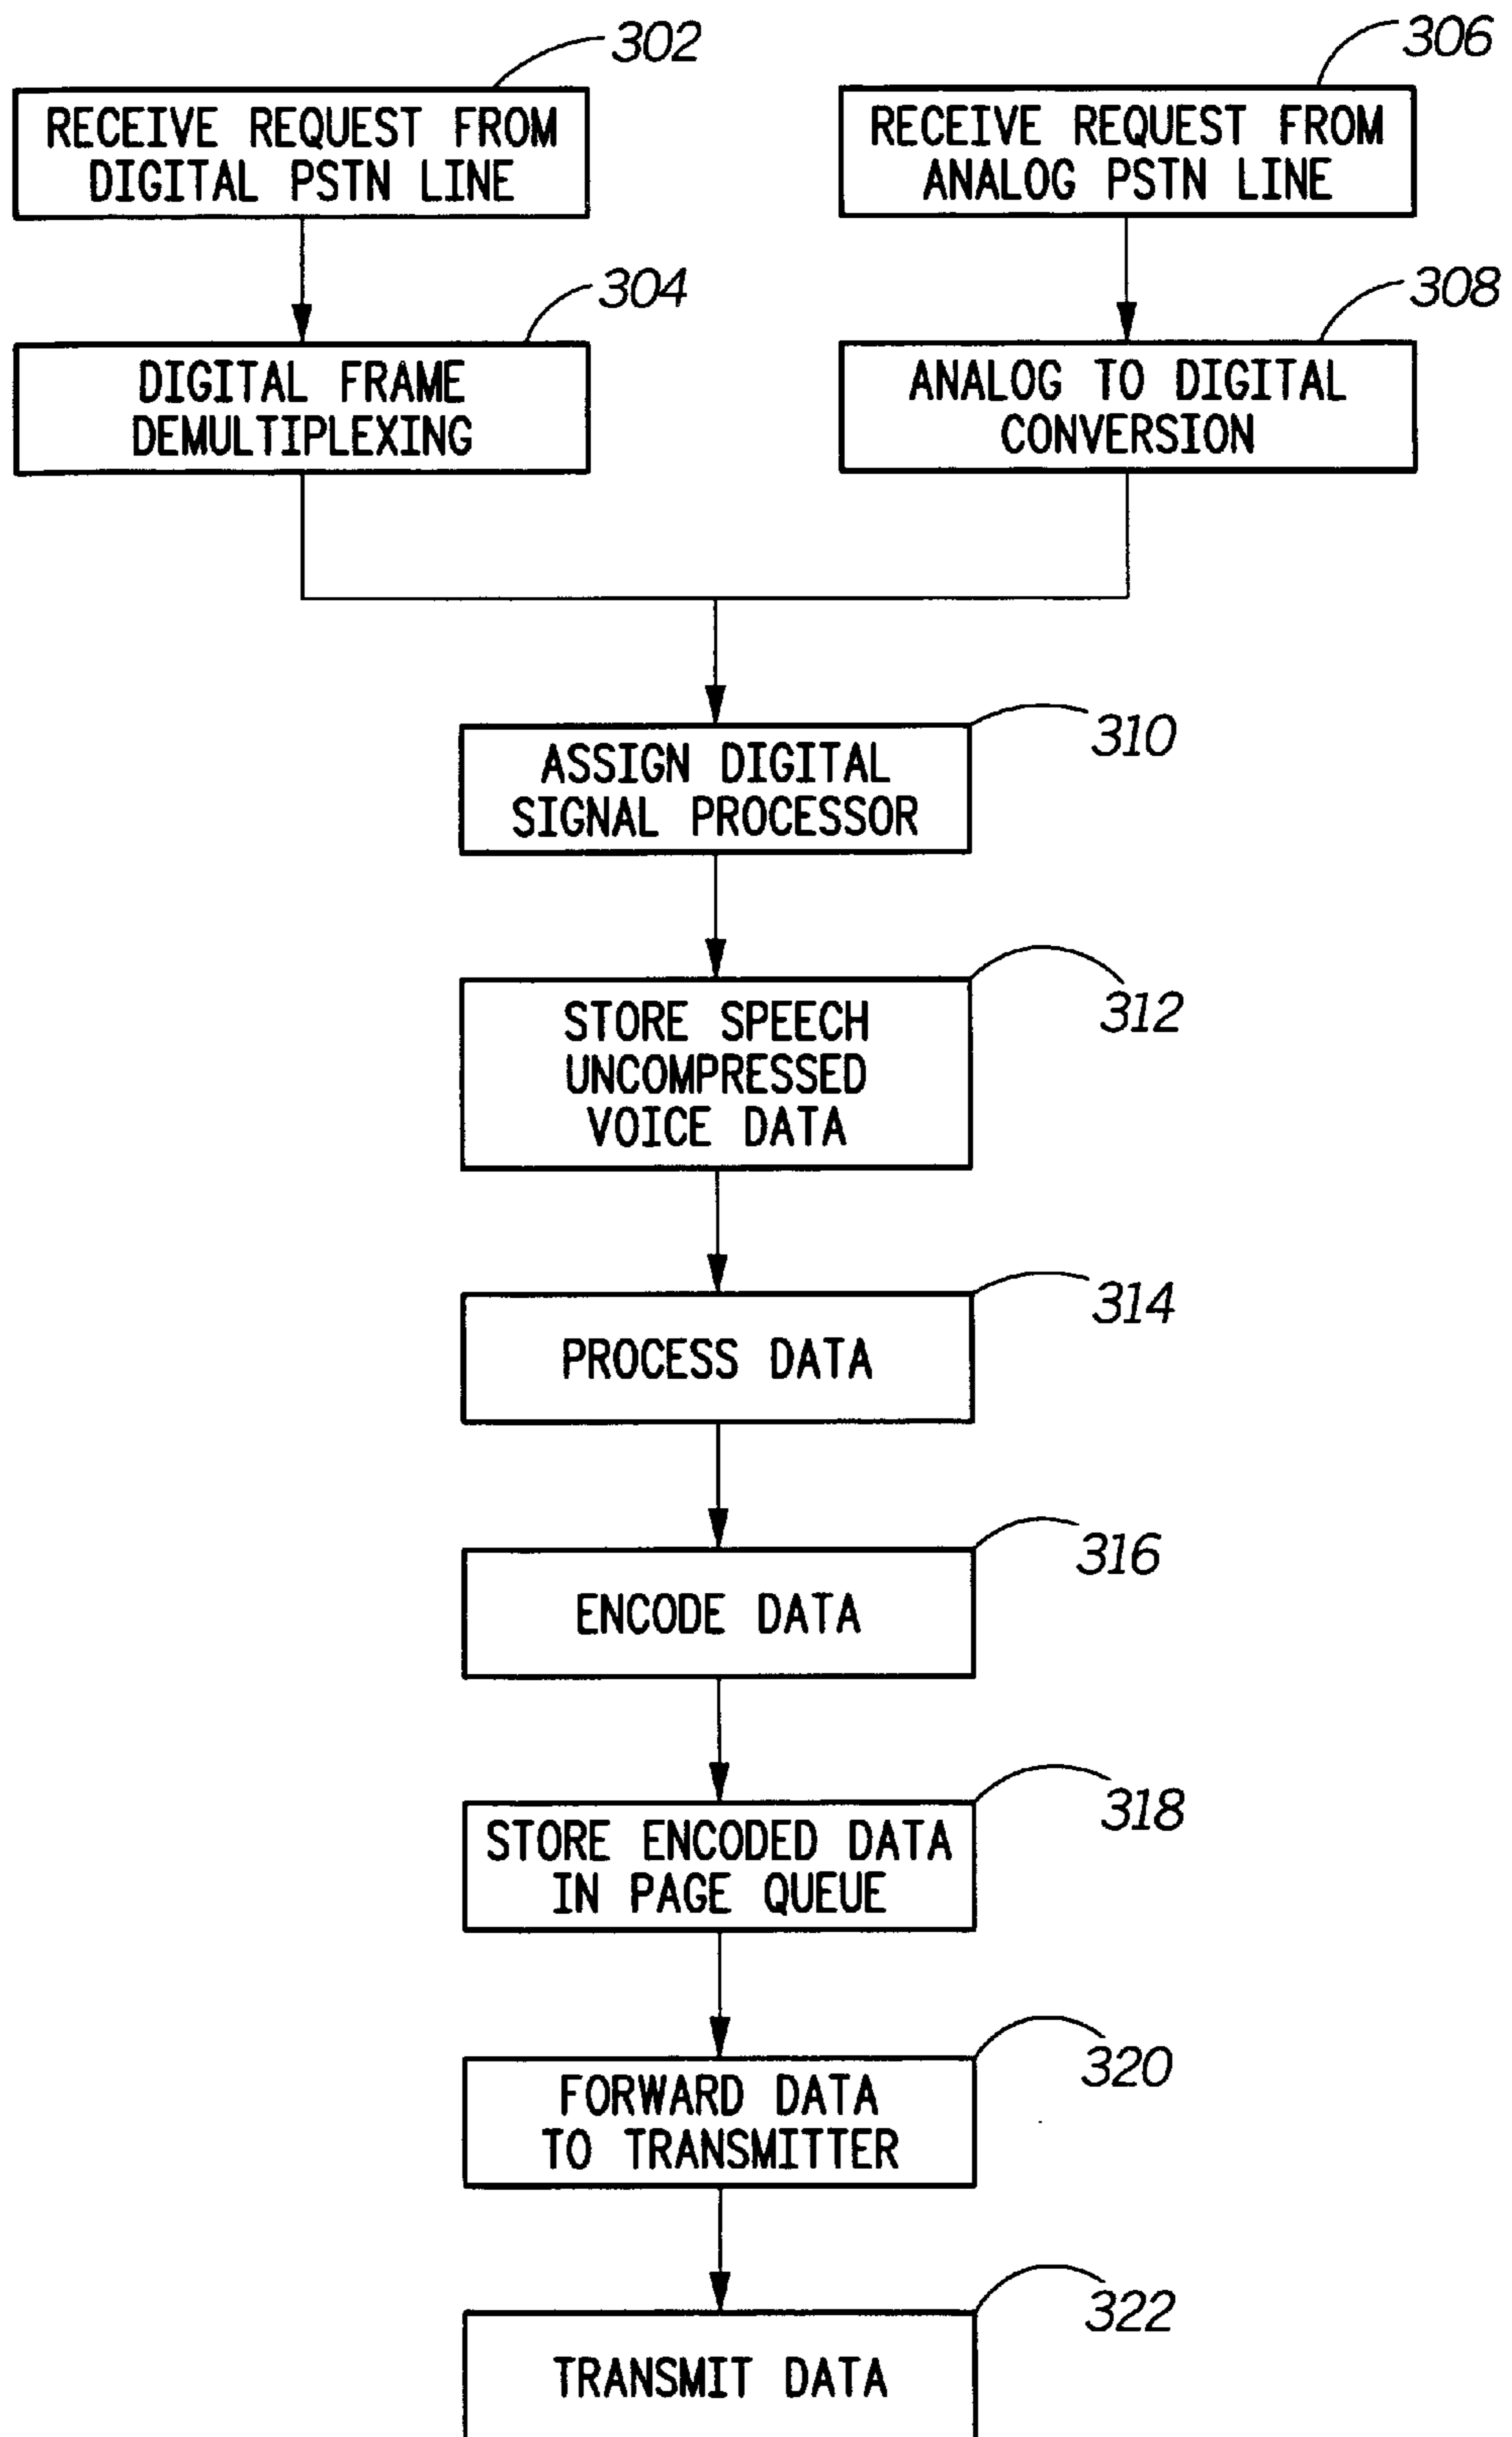 302
RECEIVE REQUEST FROM
DIGITAL PSTN LINE
306
RECEIVE REQUEST FROM
ANALOG PSTN LINE
304
DIGITAL FRAME
DEMULTIPLEXING
308
ANALOG TO DIGITAL
CONVERSION
310
ASSIGN DIGITAL
SIGNAL PROCESSOR
312
STORE SPEECH
UNCOMPRESSED
VOICE DATA
314
PROCESS DATA
316
ENCODE DATA
318
STORE ENCODED DATA
IN PAGE QUEUE
320
FORWARD DATA
TO TRANSMITTER
322
TRANSMIT DATA